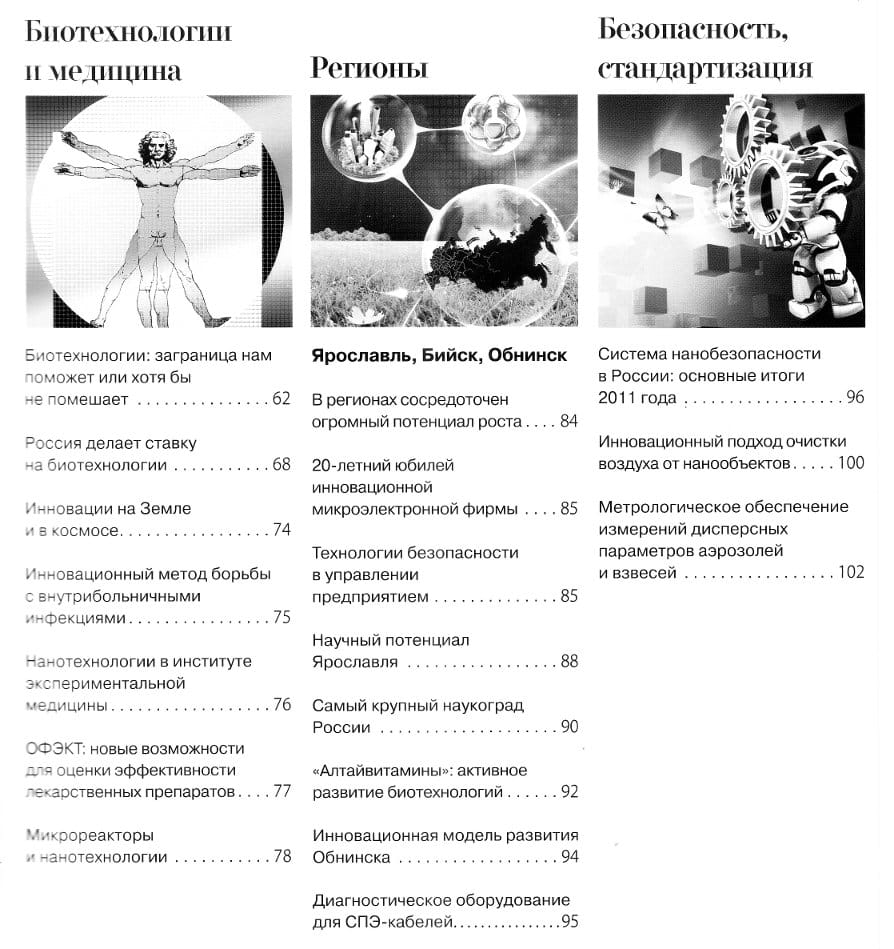 Биотехнологии
и медицина
Биотехнологии: заграница нам
поможет или хотя бы
не помешает . . . . . . . . . . . . . . . 62
Россия делает ставку
на биотехнологии . . . . . . . . . . 68
Инновации на Земле
и в космосе. . . . . . . . . . . . . . . . 74
Инновационный метод борьбы
с внутрибольничными
инфекциями. . . . . . . . . . . . . . . 75
Нанотехнологии в институте
экспериментальной
медицины. . . . . . . . . . . . . . . . . 76
ОФЭКТ: новые возможности
для оценки эффективности
лекарственных препаратов. . . . 77
Микрореакторы
и нанотехнологии . . . . . . . . . . 78
Регионы
Ярославль, Бийск, Обнинск
В регионах сосредоточен
огромный потенциал роста . . . . 84
20-летний юбилей
инновационной
микроэлектронной фирмы . . . . 85
Технологии безопасности
в управлении
предприятием. . . . . . . . . . . . . . 85
Научный потенциал
Ярославля . . . . . . . . . . . . . . . . 88
Самый крупный наукоград
России . . . . . . . . . . . . . . . . . . . 90
«Алтайвитамины»: активное
развитие биотехнологий . . . . . . 92
Инновационная модель развития
Обнинска . . . . . . . . . . . . . . . . . 94
Диагностическое оборудование
для СПЭ-кабелей. . . . . . . . . . . . . 95
Безопасность,
стандартизация
Система нанобезопасности
в России: основные итоги
2011 года . . . . . . . . . . . . . . . . . 96
Инновационный подход очистки
воздуха от нанообъектов. . . . . 100
Метрологическое обеспечение
измерений дисперсных
параметров аэрозолей
и взвесей . . . . . . . . . . . . . . . . 102